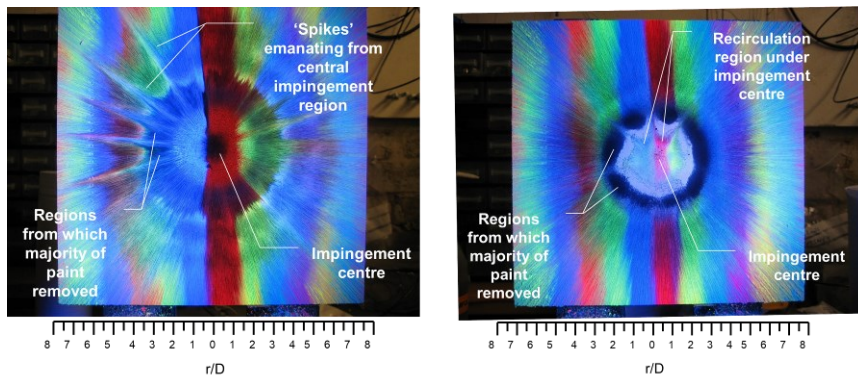 'Spikes'
emanating from
central
impingement
region
Regions
from which
majority of
paint
removed
Impingement
centre
8 7 6 5 4 3 2 1 0 1 2 3 4 5 6 7 8
r/D
Recirculation
region under
impingement
centre
Regions
from which
majority of
paint
removed
Impingement
centre
8 7 6 5 4 3 2 1 0 1 2 3 4 5 6 7 8
r/D